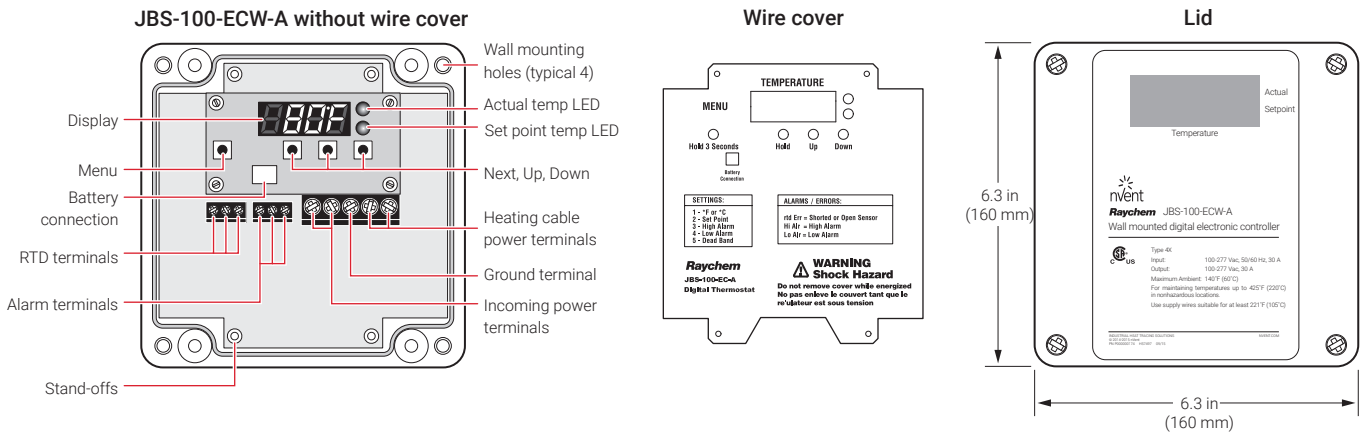 JBS-100-ECW-A without wire cover
Wall mounting
holes (typical 4)
Actual temp LED
Set point temp LED
Next, Up, Down
Heating cable
power terminals
Ground terminal
Incoming power
terminals
Display
Menu
Battery
connection
RTD terminals
Alarm terminals
Stand-offs
80°F
Wire cover
TEMPERATURE
MENU
Hold 3 Seconds
Hold
Up
Down
Battery
Connection
SETTINGS:
1 - °F or °C
2 - Set Point
3 - High Alarm
4 - Low Alarm
5 - Dead Band
ALARMS / ERRORS:
rtd Err = Shorted or Open Sensor
Hi Alr = High Alarm
Lo Alr = Low Alarm
Raychem
JBS-100-EC-A
Digital Thermostat
WARNING
Shock Hazard
Do not remove cover while energized
No pas enleve le couvert tant que le
re'ulateur est sous tension
Lid
6.3 in
(160 mm)
Actual
Setpoint
Temperature
nVent
Raychem JBS-100-ECW-A
Wall mounted digital electronic controller
c US
Type 4X
Input: 100-277 Vac, 50/60 Hz, 30 A
Output: 100-277 Vac, 30 A
Maximum Ambient: 140°F (60°C)
For maintaining temperatures up to 425°F (220°C)
in nonhazardous locations.
Use supply wires suitable for at least 221°F (105°C)
INDUSTRIAL HEAT TRACING SOLUTIONS
NVENT.COM
6.3 in
(160 mm)